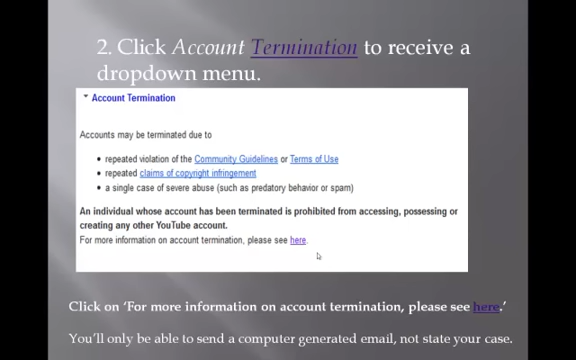 2. Click Account Termination to receive a
dropdown menu.
Account Termination
Accounts may be terminated due to
• repeated violation of the Community Guidelines or Terms of Use
• repeated claims of copyright infringement
• a single case of severe abuse (such as predatory behavior or spam)
An individual whose account has been terminated is prohibited from accessing, possessing or
creating any other YouTube account.
For more information on account termination, please see here.
Click on ‘For more information on account termination, please see here.’
You’ll only be able to send a computer generated email, not state your case.